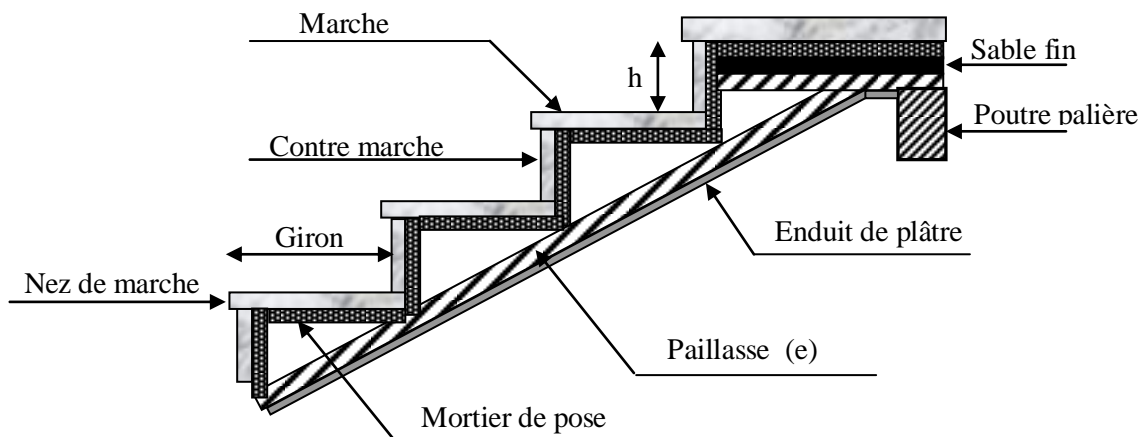 Marche
Sable fin
h
Poutre palière
Contre marche
Giron
Enduit de plâtre
Nez de marche
Paillasse (e)
Mortier de pose